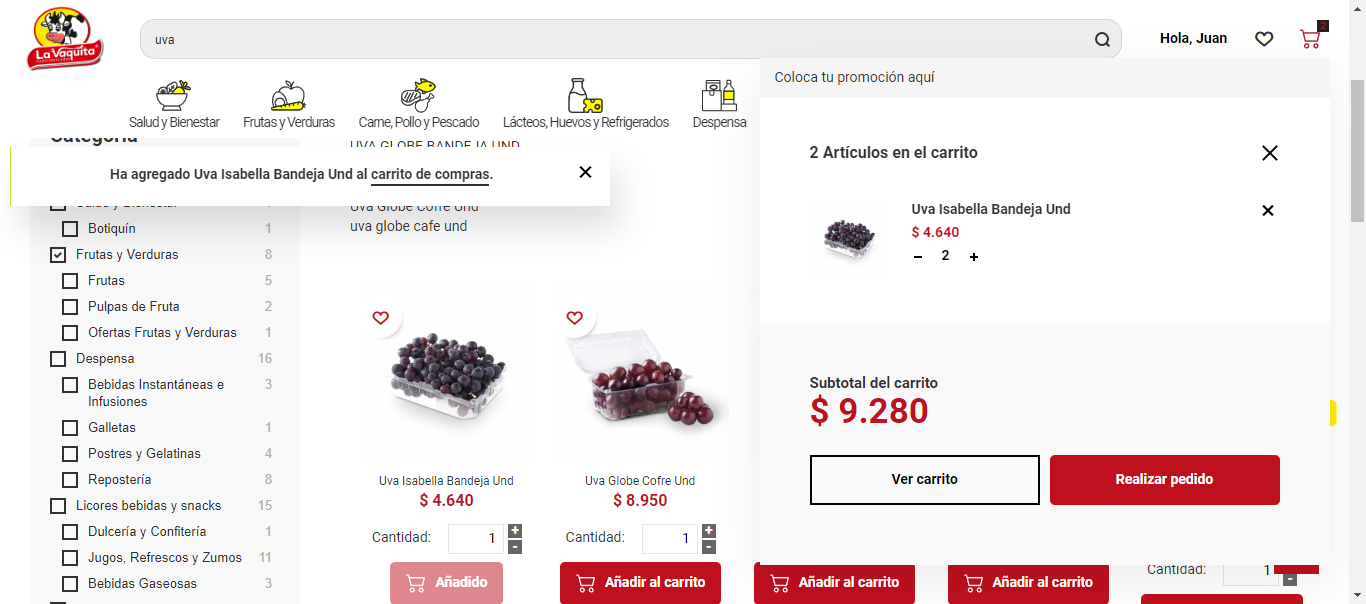 La Vaquita
uva
Hola, Juan
2
Salud y Bienestar
Frutas y Verduras
Carne, Pollo y Pescado
Lácteos, Huevos y Refrigerados
Despensa
Coloca tu promoción aquí
2 Artículos en el carrito
Uva Isabella Bandeja Und
$ 4.640
2
Subtotal del carrito
$ 9.280
Ver carrito
Realizar pedido
Categoría
UVA GLOBE BANDEJA UND
Ha agregado Uva Isabella Bandeja Und al carrito de compras.
Uva Globe Cofre Und
uva globe cafe und
Salud y Bienestar
Botiquín 1
Frutas y Verduras 8
Frutas 5
Pulpas de Fruta 2
Ofertas Frutas y Verduras 1
Despensa 16
Bebidas Instantáneas e 3
Infusiones
Galletas 1
Postres y Gelatinas 4
Repostería 8
Licores bebidas y snacks 15
Dulcería y Confitería 1
Jugos, Refrescos y Zumos 11
Bebidas Gaseosas 3
Uva Isabella Bandeja Und
$ 4.640
Cantidad: 1
Añadido
Uva Globe Cofre Und
$ 8.950
Cantidad: 1
Añadir al carrito
Añadir al carrito
Añadir al carrito
Cantidad: 1